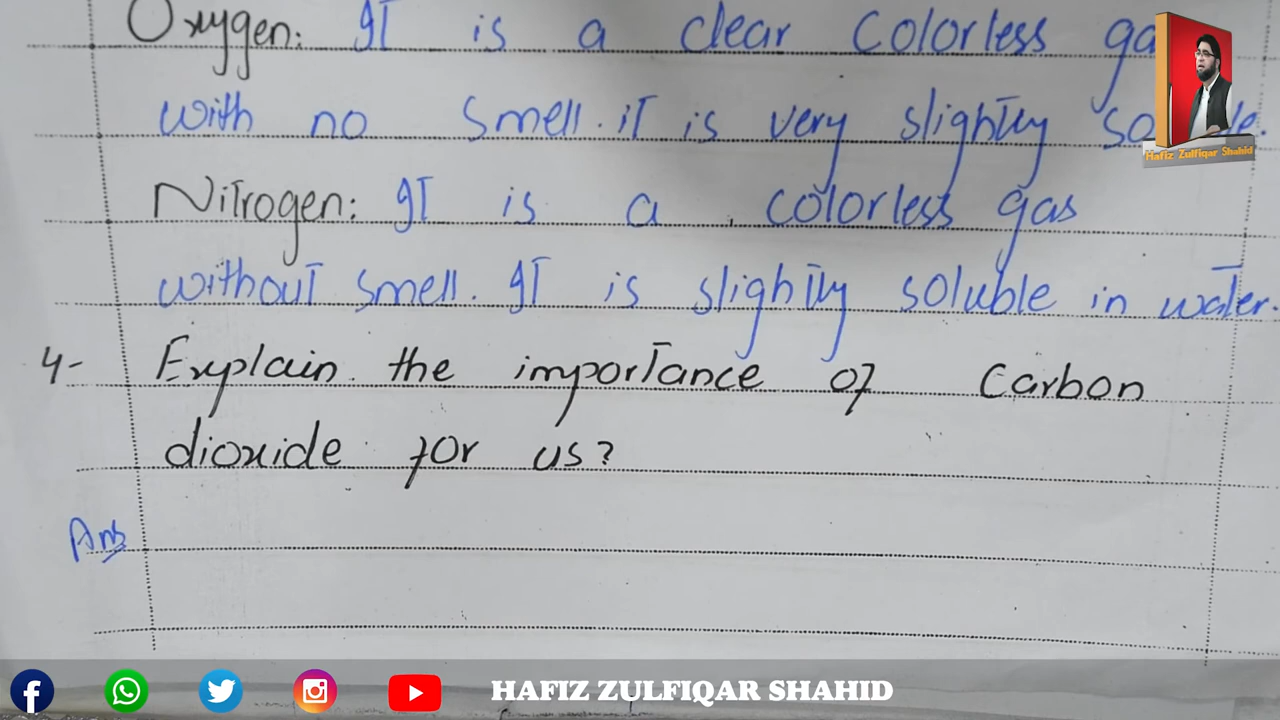 Oxygen: It is a clear Colorless ga
with no smell. it is very slightly so le.
Hafiz Zulfiqar Shahid
Nitrogen: It is a colorless gas
without smell. It is slightly soluble in water.
4- Explain the importance of Carbon
dioxide for us?
Ans
HAFIZ ZULFIQAR SHAHID